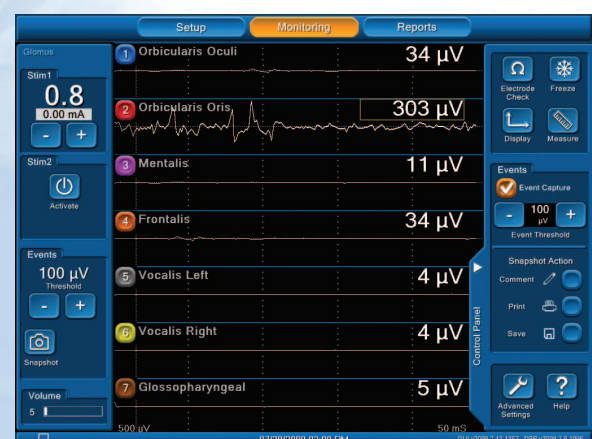 Setup
Monitoring
Reports
Glomus
Stim1
0.8
0.00 mA
-
+
Stim2
Activate
Events
100 µV
Threshold
-
+
Snapshot
Volume
5
1
Orbicularis Oculi
34 µV
2
Orbicularis Oris
303 µV
3
Mentalis
11 µV
4
Frontalis
34 µV
5
Vocalis Left
4 µV
6
Vocalis Right
4 µV
7
Glossopharyngeal
5 µV
500 µV
50 mS
Control Panel
Ω
Electrode
Check
Freeze
Display
Measure
Events
Event Capture
-
100
µV
+
Event Threshold
Snapshot Action
Comment
Print
Save
Advanced
Settings
?
Help